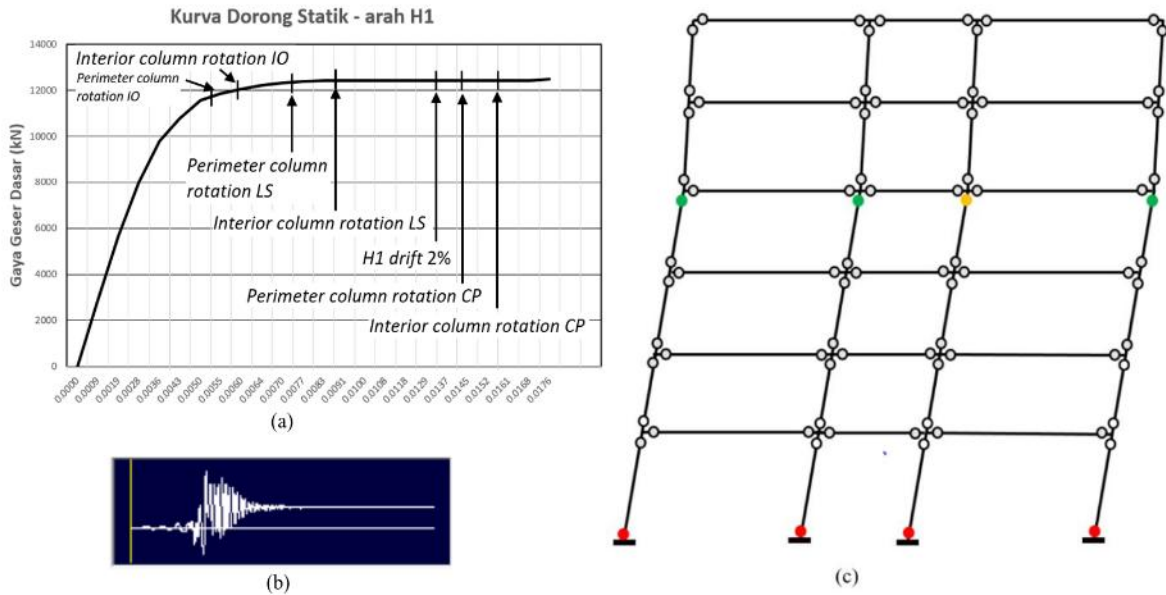 Kurva Dorong Statik - arah H1
Gaya Geser Dasar (kN)
14000
12000
10000
8000
6000
4000
2000
0
Interior column rotation IO
Perimeter column
rotation IO
Perimeter column
rotation LS
Interior column rotation LS
H1 drift 2%
Perimeter column rotation CP
Interior column rotation CP
0.0000
0.0009
0.0019
0.0028
0.0036
0.0043
0.0050
0.0055
0.0060
0.0064
0.0070
0.0077
0.0083
0.0091
0.0100
0.0108
0.0118
0.0129
0.0137
0.0145
0.0152
0.0161
0.0168
0.0176
(a)
(b)
(c)